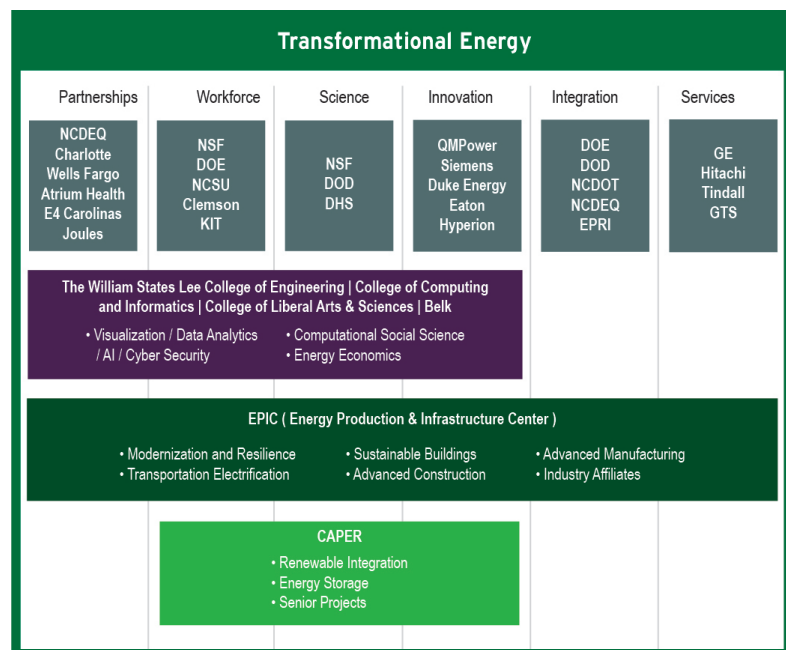 Transformational Energy
Partnerships
Workforce
Science
Innovation
Integration
Services
NCDEQ
Charlotte
Wells Fargo
Atrium Health
E4 Carolinas
Joules
NSF
DOE
NCSU
Clemson
KIT
NSF
DOD
DHS
QMPower
Siemens
Duke Energy
Eaton
Hyperion
DOE
DOD
NCDOT
NCDEQ
EPRI
GE
Hitachi
Tindall
GTS
The William States Lee College of Engineering | College of Computing
and Informatics | College of Liberal Arts & Sciences | Belk
• Visualization / Data Analytics
/ AI / Cyber Security
• Computational Social Science
• Energy Economics
EPIC ( Energy Production & Infrastructure Center )
• Modernization and Resilience
• Transportation Electrification
• Sustainable Buildings
• Advanced Construction
• Advanced Manufacturing
• Industry Affiliates
CAPER
• Renewable Integration
• Energy Storage
• Senior Projects